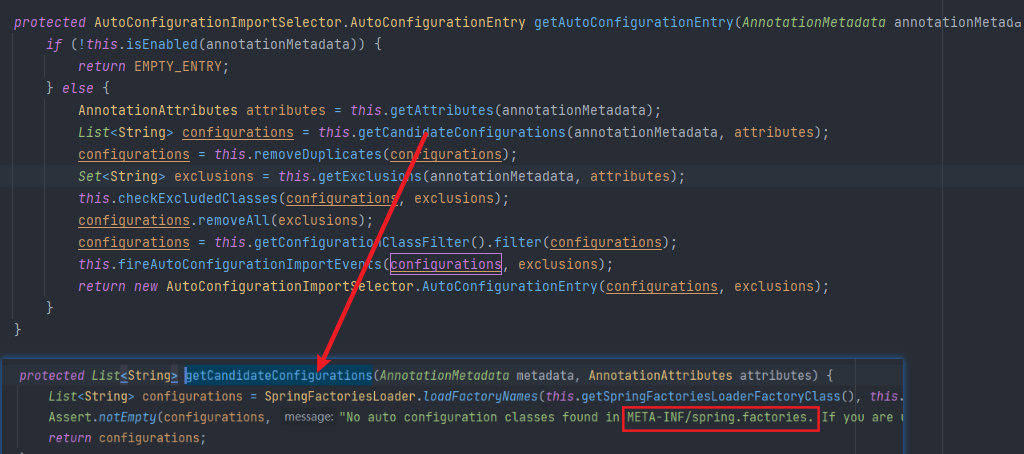 protected AutoConfigurationImportSelector.AutoConfigurationEntry getAutoConfigurationEntry(AnnotationMetadata annotationMetada
if (!this.isEnabled(annotationMetadata)) {
return EMPTY_ENTRY;
} else {
AnnotationAttributes attributes = this.getAttributes(annotationMetadata);
List<String> configurations = this.getCandidateConfigurations(annotationMetadata, attributes);
configurations = this.removeDuplicates(configurations);
Set<String> exclusions = this.getExclusions(annotationMetadata, attributes);
this.checkExcludedClasses(configurations, exclusions);
configurations.removeAll(exclusions);
configurations = this.getConfigurationClassFilter().filter(configurations);
this.fireAutoConfigurationImportEvents(configurations, exclusions);
return new AutoConfigurationImportSelector.AutoConfigurationEntry(configurations, exclusions);
}
}
protected List<String> getCandidateConfigurations(AnnotationMetadata metadata, AnnotationAttributes attributes) {
List<String> configurations = SpringFactoriesLoader.loadFactoryNames(this.getSpringFactoriesLoaderFactoryClass(), this.
Assert.notEmpty(configurations, message: "No auto configuration classes found in META-INF/spring.factories. If you are u
return configurations;